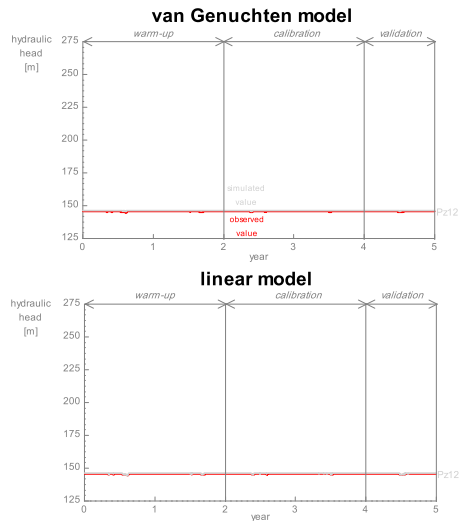 van Genuchten model
hydraulic
head
[m]
275
warm-up
calibration
validation
250
225
200
175
simulated
value
150
Pz12
observed
value
125
0
1
2
3
4
5
year
linear model
hydraulic
head
[m]
275
warm-up
calibration
validation
250
225
200
175
150
Pz12
125
0
1
2
3
4
5
year